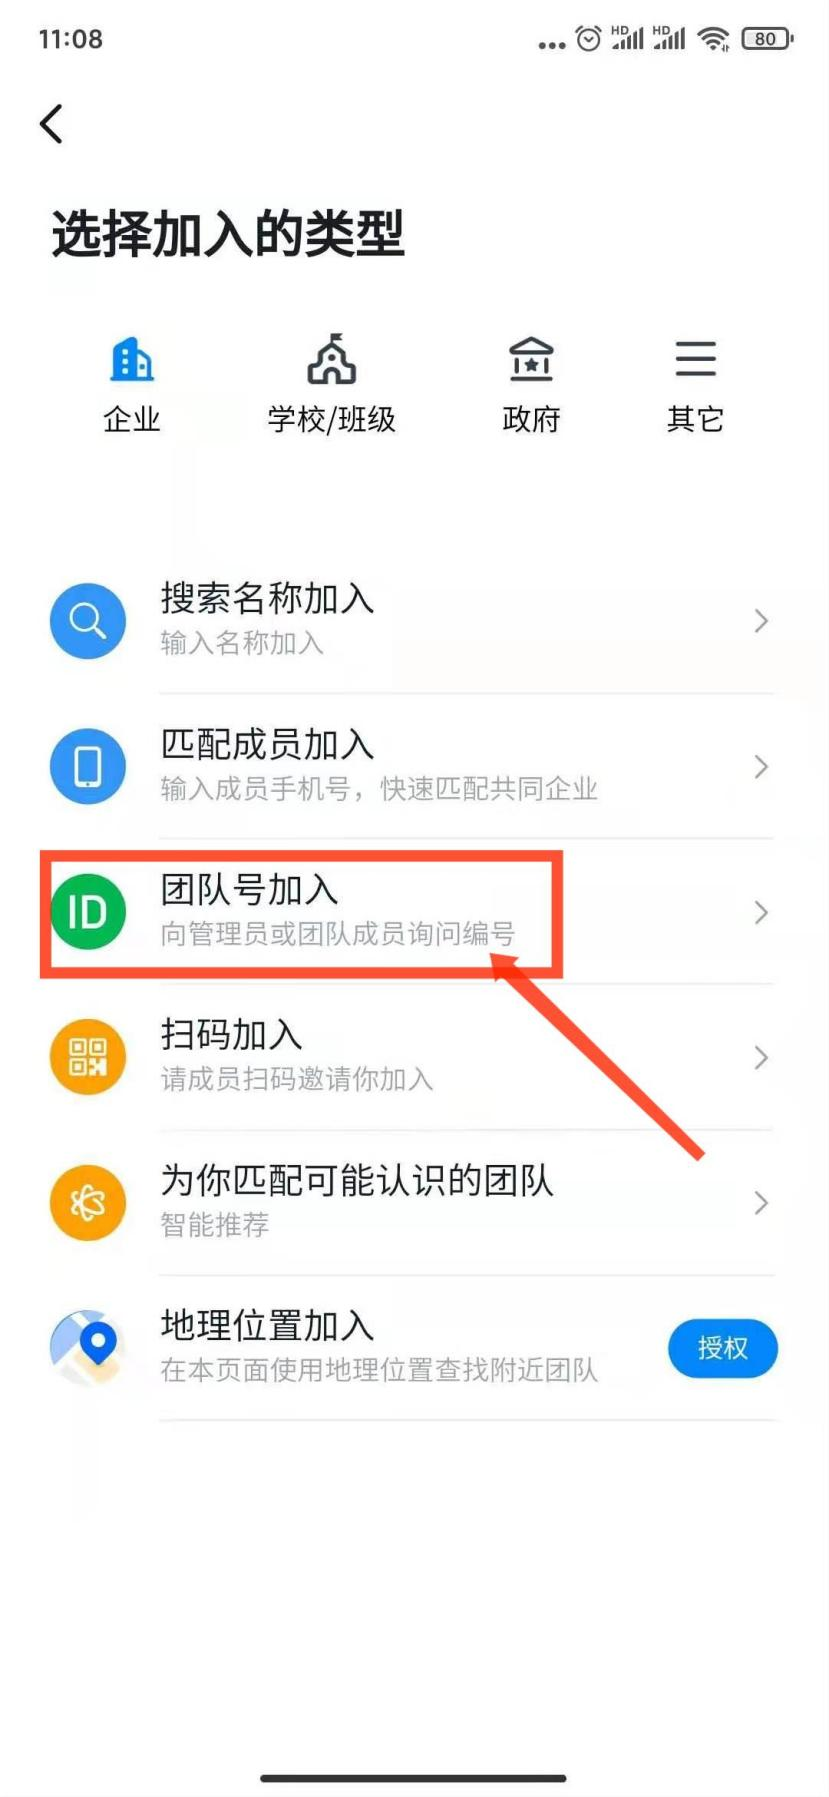 11:08
HD HD 80
选择加入的类型
企业 学校/班级 政府 其它
搜索名称加入
输入名称加入
匹配成员加入
输入成员手机号，快速匹配共同企业
ID 团队号加入
向管理员或团队成员询问编号
扫码加入
请成员扫码邀请你加入
为你匹配可能认识的团队
智能推荐
地理位置加入
在本页面使用地理位置查找附近团队
授权